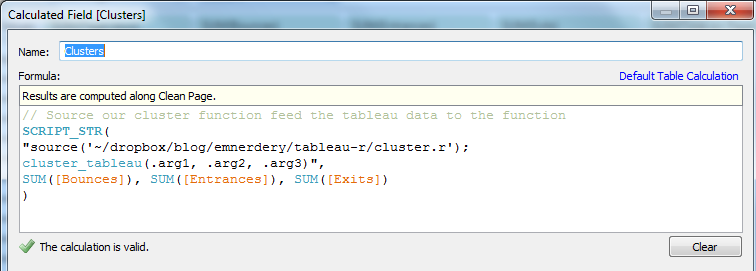 Calculated Field [Clusters]
Name: Clusters
Formula: Default Table Calculation
Results are computed along Clean Page.
// Source our cluster function feed the tableau data to the function
SCRIPT_STR(
"source('~/dropbox/blog/emnerdery/tableau-r/cluster.r');
cluster_tableau(.arg1, .arg2, .arg3)",
SUM([Bounces]), SUM([Entrances]), SUM([Exits])
)
The calculation is valid. Clear